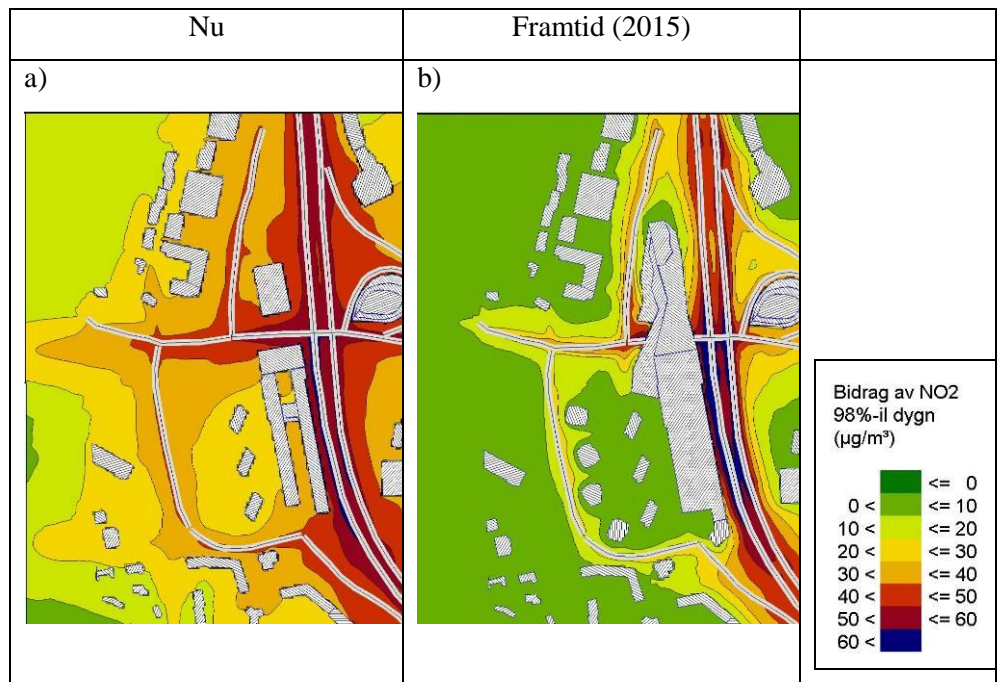 Nu
Framtid (2015)
a)
b)
Bidrag av NO2
98%-il dygn
(µg/m³)
<= 0
0 < <= 10
10 < <= 20
20 < <= 30
30 < <= 40
40 < <= 50
50 < <= 60
60 <